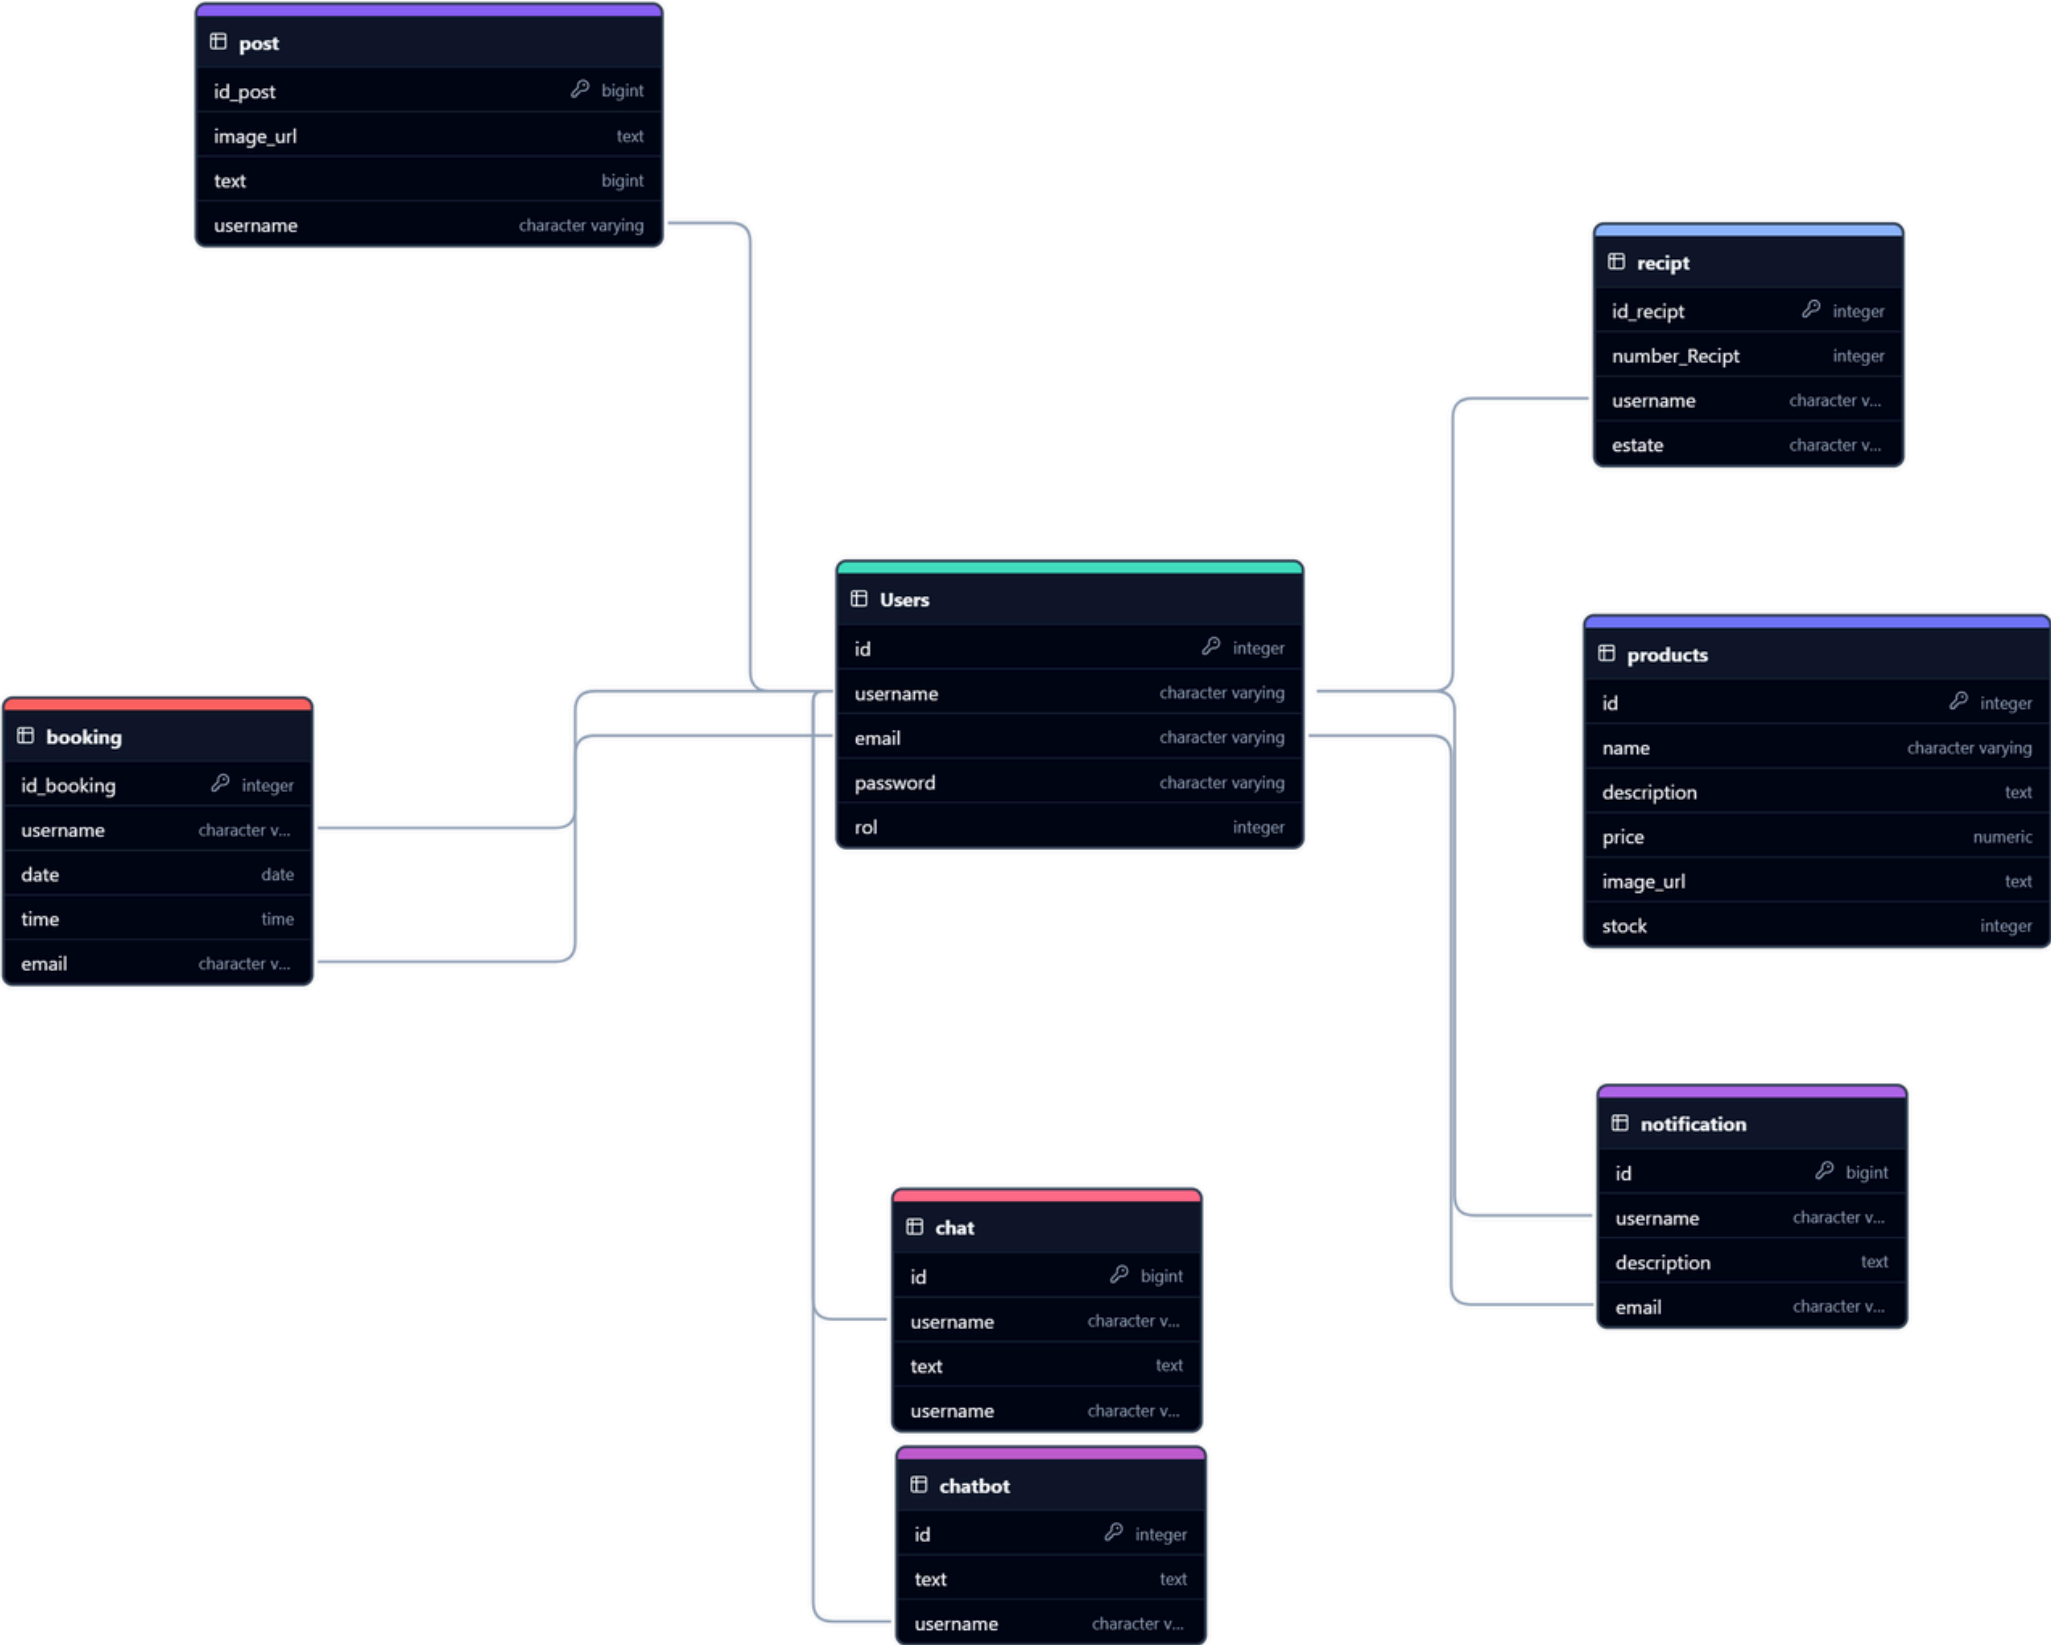 post
id_post bigint
image_url text
text bigint
username character varying
recipt
id_recipt integer
number_Recipt integer
username character v...
estate character v...
Users
id integer
username character varying
email character varying
password character varying
rol integer
products
id integer
name character varying
description text
price numeric
image_url text
stock integer
booking
id_booking integer
username character v...
date date
time time
email character v...
notification
id bigint
username character v...
description text
email character v...
chat
id bigint
username character v...
text text
username character v...
chatbot
id integer
text text
username character v...